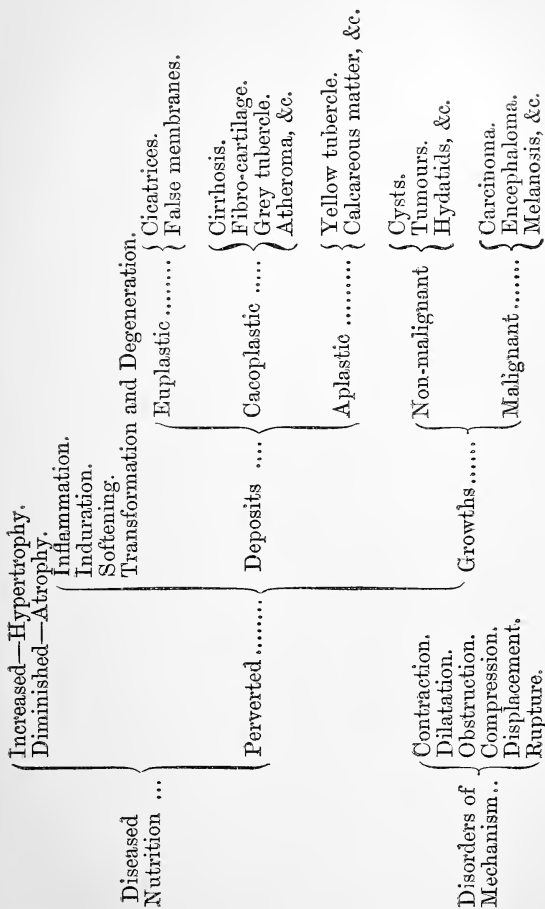 Increased—Hypertrophy.
Diminished—Atrophy.
Inflammation.
Induration.
Softening.
Transformation and Degeneration.
Diseased
Nutrition ...
Perverted ........
Deposits ....
Euplastic ........
Cicatrices.
False membranes.
Cacoplastic .....
Cirrhosis.
Fibro-cartilage.
Grey tubercle.
Atheroma, &c.
Aplastic ..........
Yellow tubercle.
Calcareous matter, &c.
Growths......
Non-malignant
Cysts.
Tumours.
Hydatids, &c.
Malignant.......
Carcinoma.
Encephaloma.
Melanosis, &c.
Disorders of
Mechanism..
Contraction.
Dilatation.
Obstruction.
Compression.
Displacement.
Rupture.